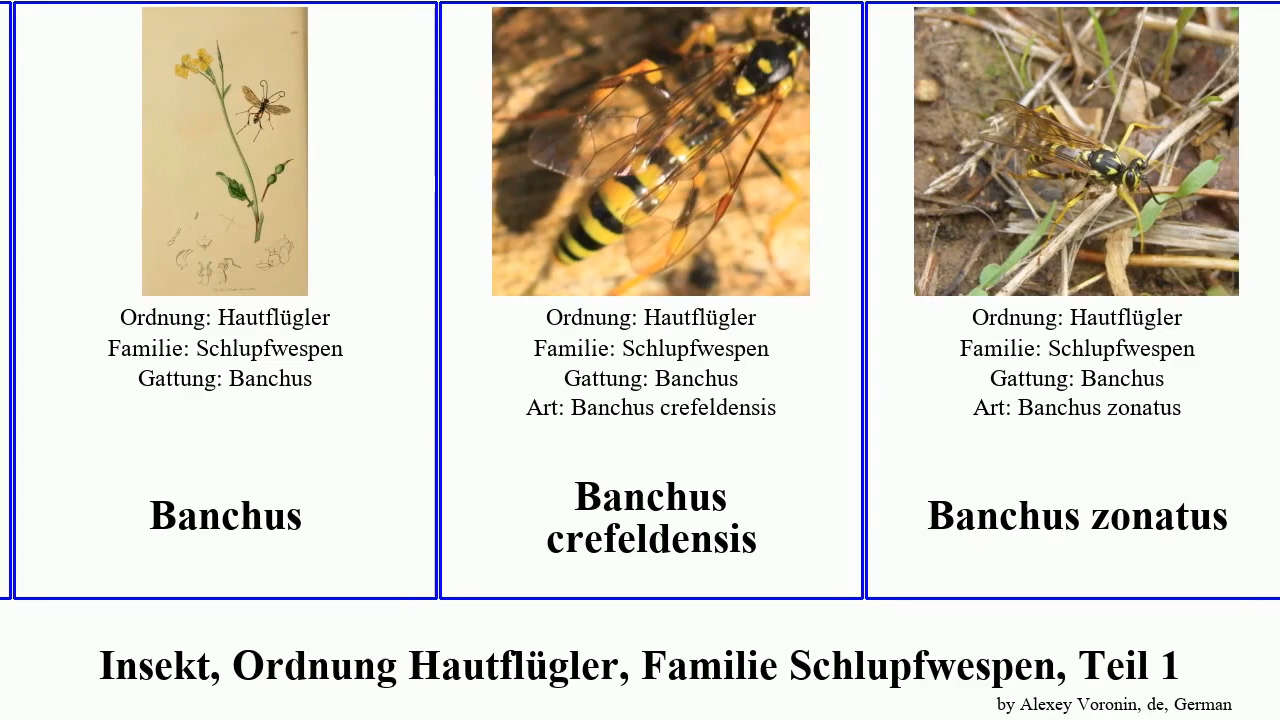 Ordnung: Hautflügler
Familie: Schlupfwespen
Gattung: Banchus
Banchus
Ordnung: Hautflügler
Familie: Schlupfwespen
Gattung: Banchus
Art: Banchus crefeldensis
Banchus
crefeldensis
Ordnung: Hautflügler
Familie: Schlupfwespen
Gattung: Banchus
Art: Banchus zonatus
Banchus zonatus
Insekt, Ordnung Hautflügler, Familie Schlupfwespen, Teil 1
by Alexey Voronin, de, German